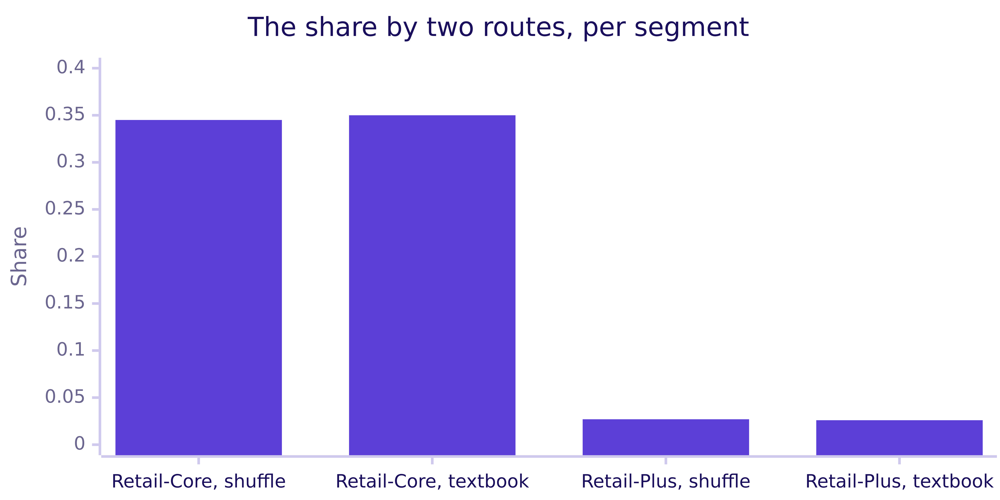 The share by two routes, per segment
Share
0.4
0.35
0.3
0.25
0.2
0.15
0.1
0.05
0
Retail-Core, shuffle
Retail-Core, textbook
Retail-Plus, shuffle
Retail-Plus, textbook